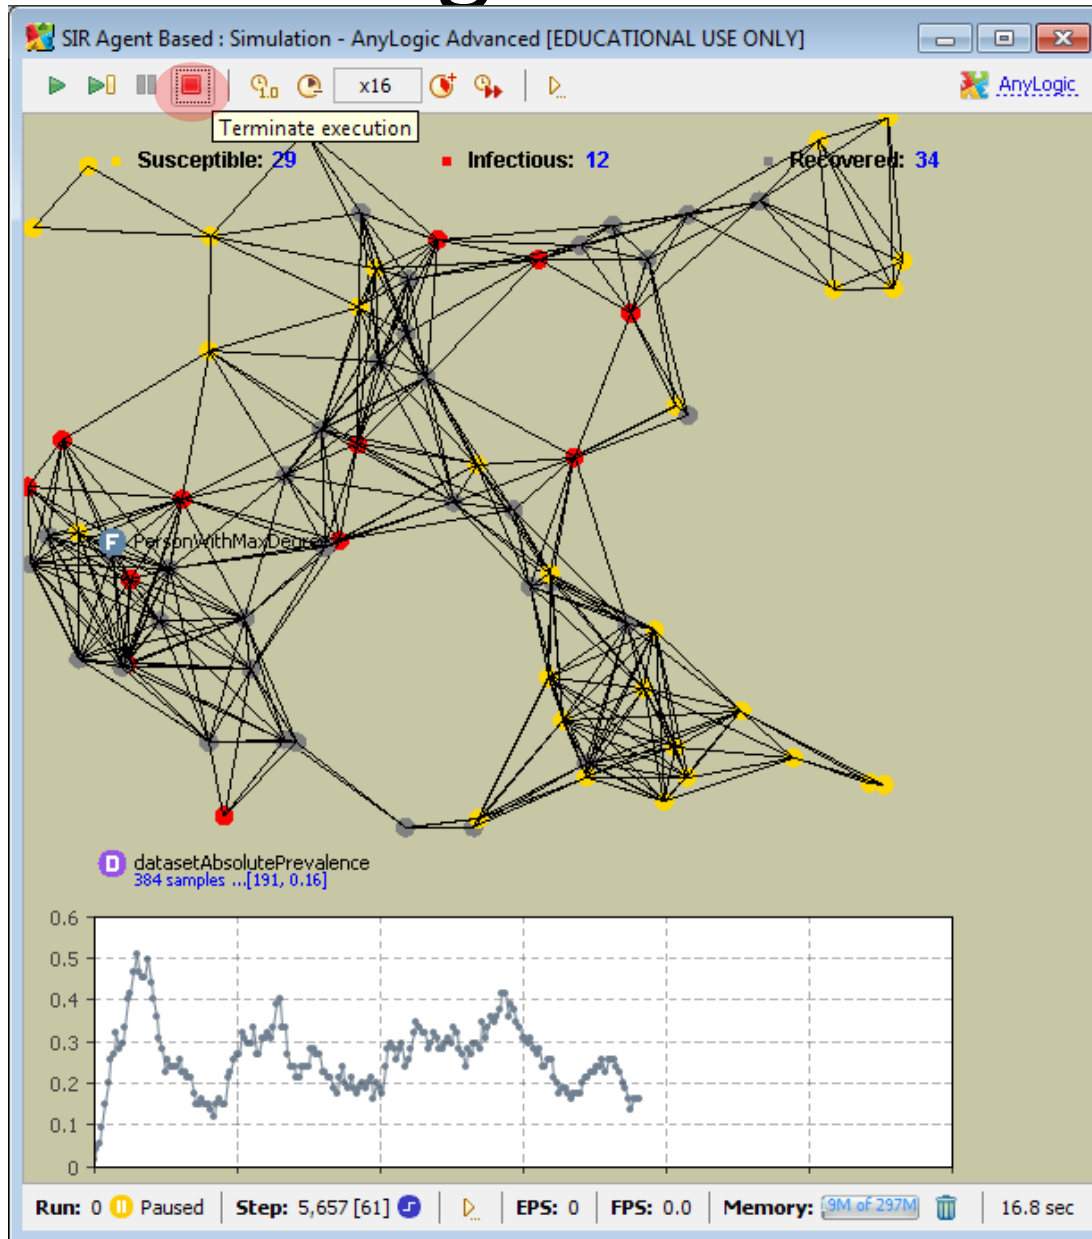 g
SIR Agent Based : Simulation - AnyLogic Advanced [EDUCATIONAL USE ONLY]
x16
AnyLogic
Terminate execution
Susceptible: 29 Infectious: 12 Recovered: 34
F PersonWithMaxDegree
D datasetAbsolutePrevalence
384 samples ...[191, 0.16]
0.6
0.5
0.4
0.3
0.2
0.1
0
Run: 0 Paused Step: 5,657 [61] EPS: 0 FPS: 0.0 Memory: 9M of 297M 16.8 sec